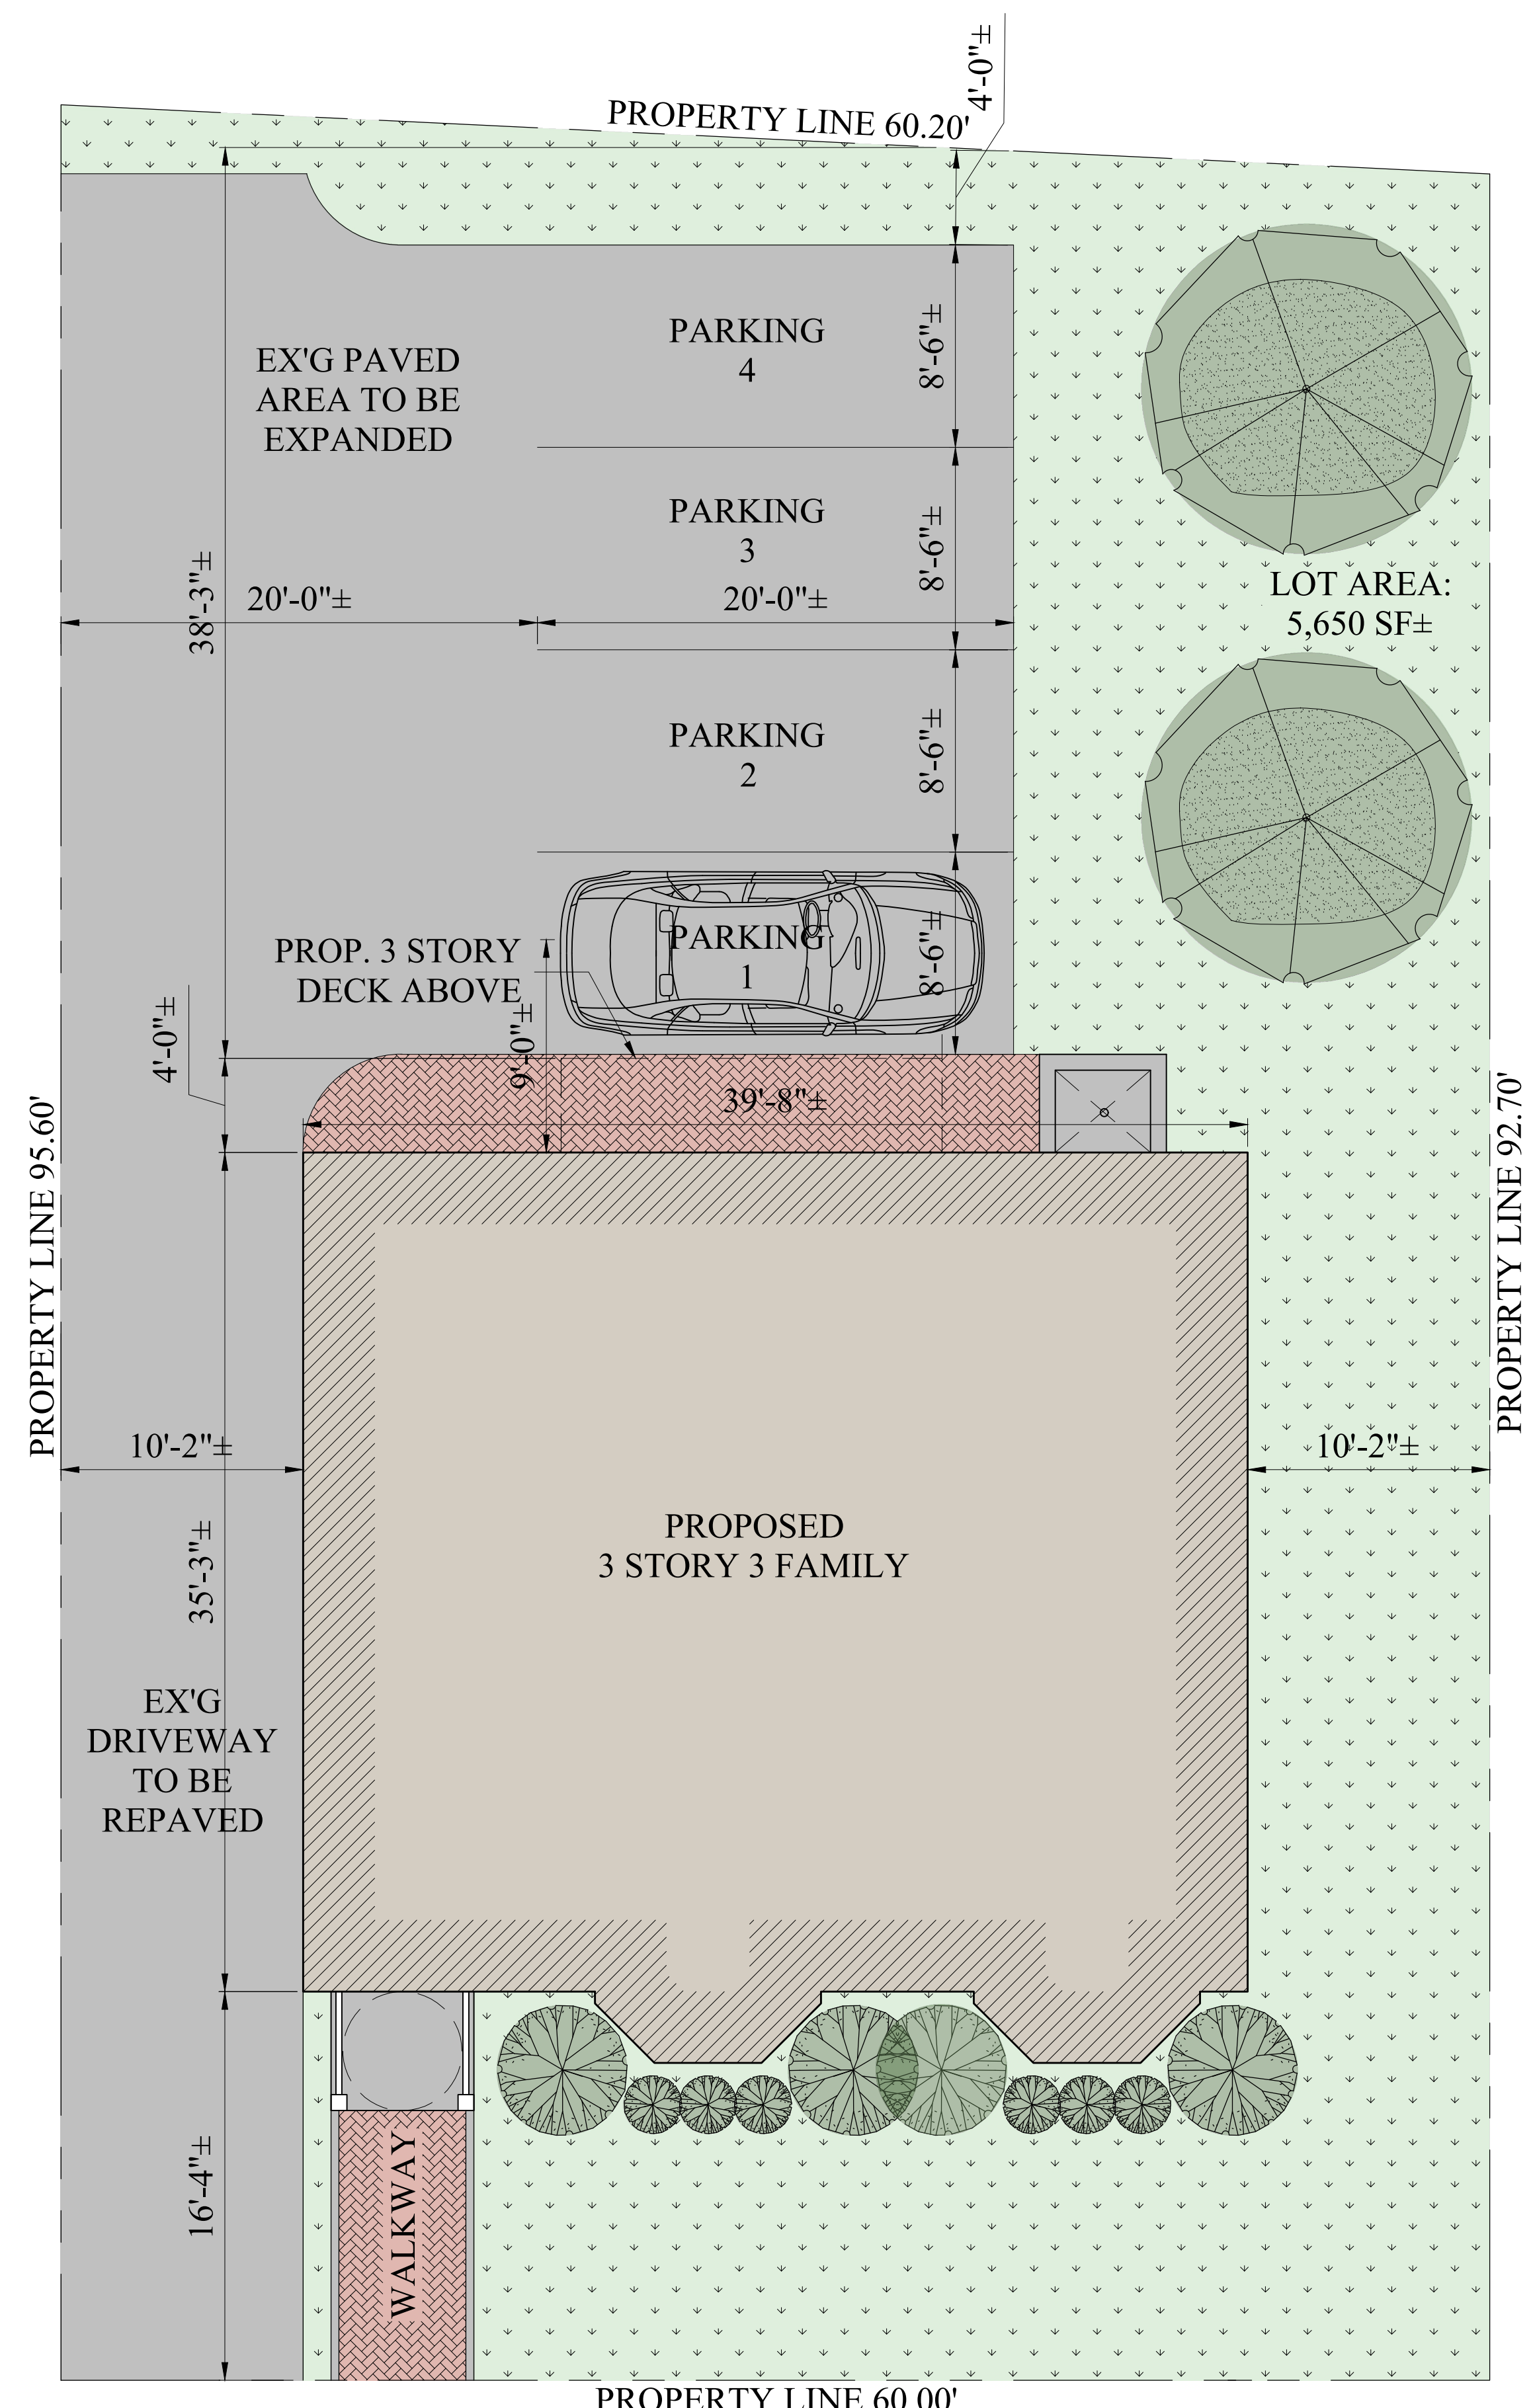 4'-0"±
PROPERTY LINE 60.20'
PARKING
4
8'-6"±
EX'G PAVED
AREA TO BE
EXPANDED
PARKING
3
8'-6"±
38'-3"±
20'-0"±
20'-0"±
LOT AREA:
5,650 SF±
PARKING
2
8'-6"±
PARKING
1
8'-6"±
PROP. 3 STORY
DECK ABOVE
4'-0"±
9'-0"±
39'-8"±
PROPERTY LINE 95.60'
PROPERTY LINE 92.70'
10'-2"±
10'-2"±
35'-3"±
PROPOSED
3 STORY 3 FAMILY
EX'G
DRIVEWAY
TO BE
REPAVED
16'-4"±
WALKWAY
PROPERTY LINE 60.00'